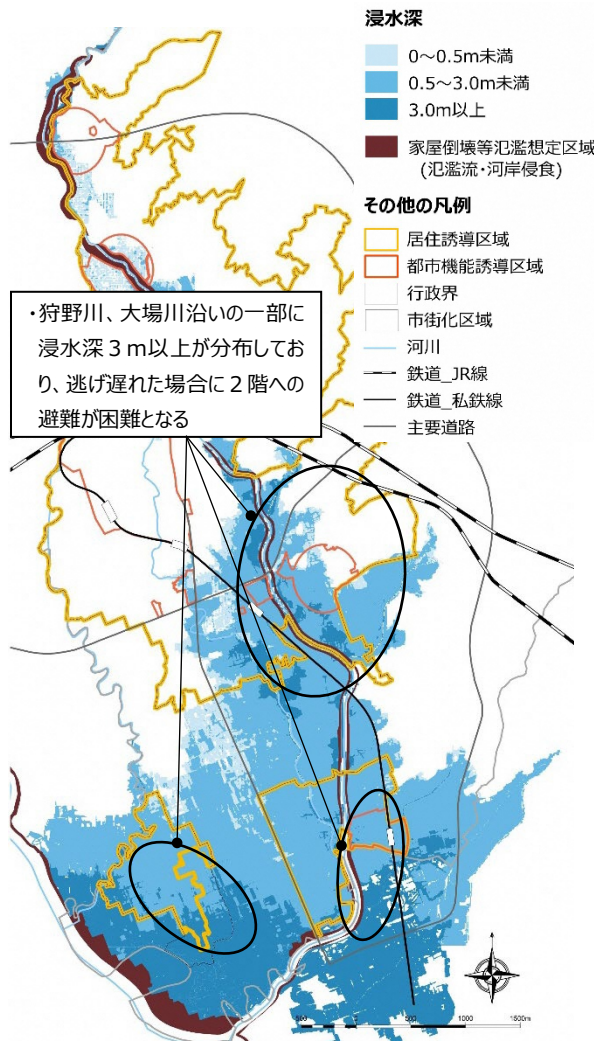 浸水深
0~0.5m未満
0.5~3.0m未満
3.0m以上
家屋倒壊等氾濫想定区域
(氾濫流・河岸侵食)
その他の凡例
居住誘導区域
都市機能誘導区域
行政界
市街化区域
河川
鉄道_JR線
鉄道_私鉄線
主要道路
・狩野川、大場川沿いの一部に
浸水深3m以上が分布してお
り、逃げ遅れた場合に2階への
避難が困難となる
500 0 500 1000 1500m